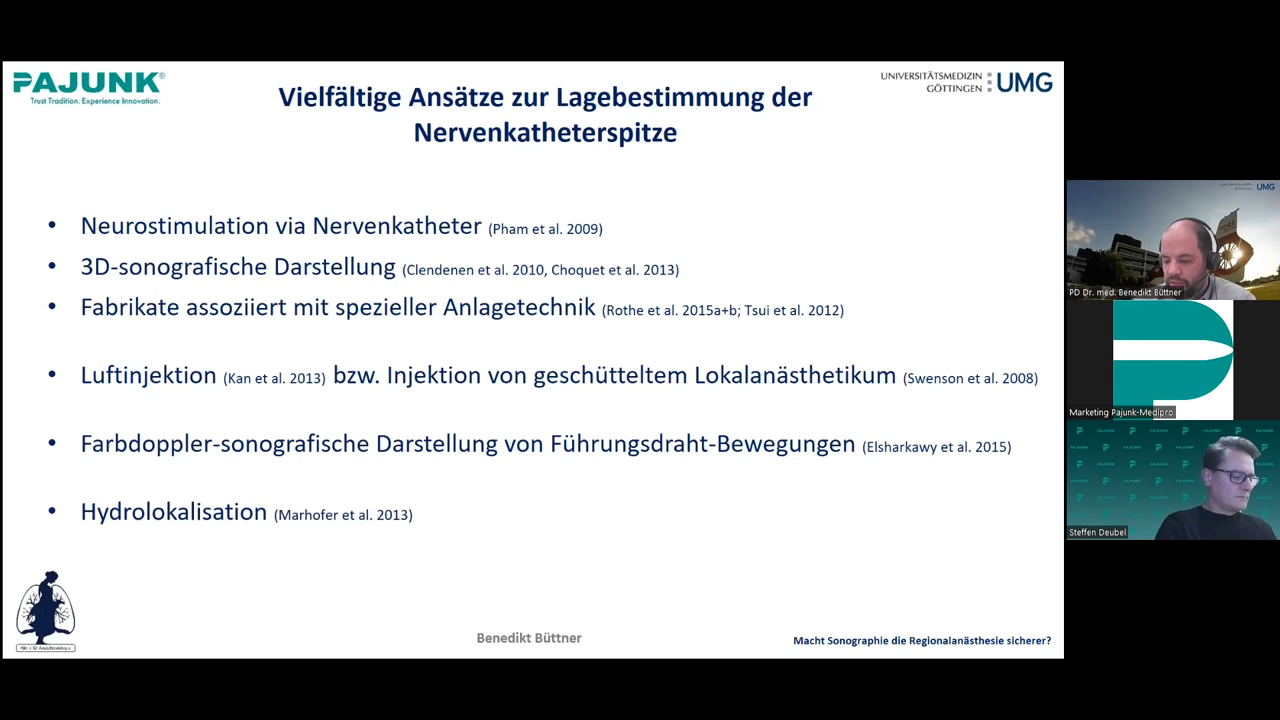 PAJUNK®
Trust Tradition. Experience Innovation.
UNIVERSITÄTSMEDIZIN
GÖTTINGEN
UMG
Vielfältige Ansätze zur Lagebestimmung der
Nervenkatheterspitze
• Neurostimulation via Nervenkatheter (Pham et al. 2009)
• 3D-sonografische Darstellung (Clendenen et al. 2010, Choquet et al. 2013)
• Fabrikate assoziiert mit spezieller Anlagetechnik (Rothe et al. 2015a+b; Tsui et al. 2012)
• Luftinjektion (Kan et al. 2013) bzw. Injektion von geschütteltem Lokalanästhetikum (Swenson et al. 2008)
• Farbdoppler-sonografische Darstellung von Führungsdraht-Bewegungen (Elsharkawy et al. 2015)
• Hydrolokalisation (Marhofer et al. 2013)
Benedikt Büttner
Macht Sonographie die Regionalanästhesie sicherer?
UMG
PD Dr. med. Benedikt Büttner
Marketing Pajunk-Medipro
Steffen Deubel